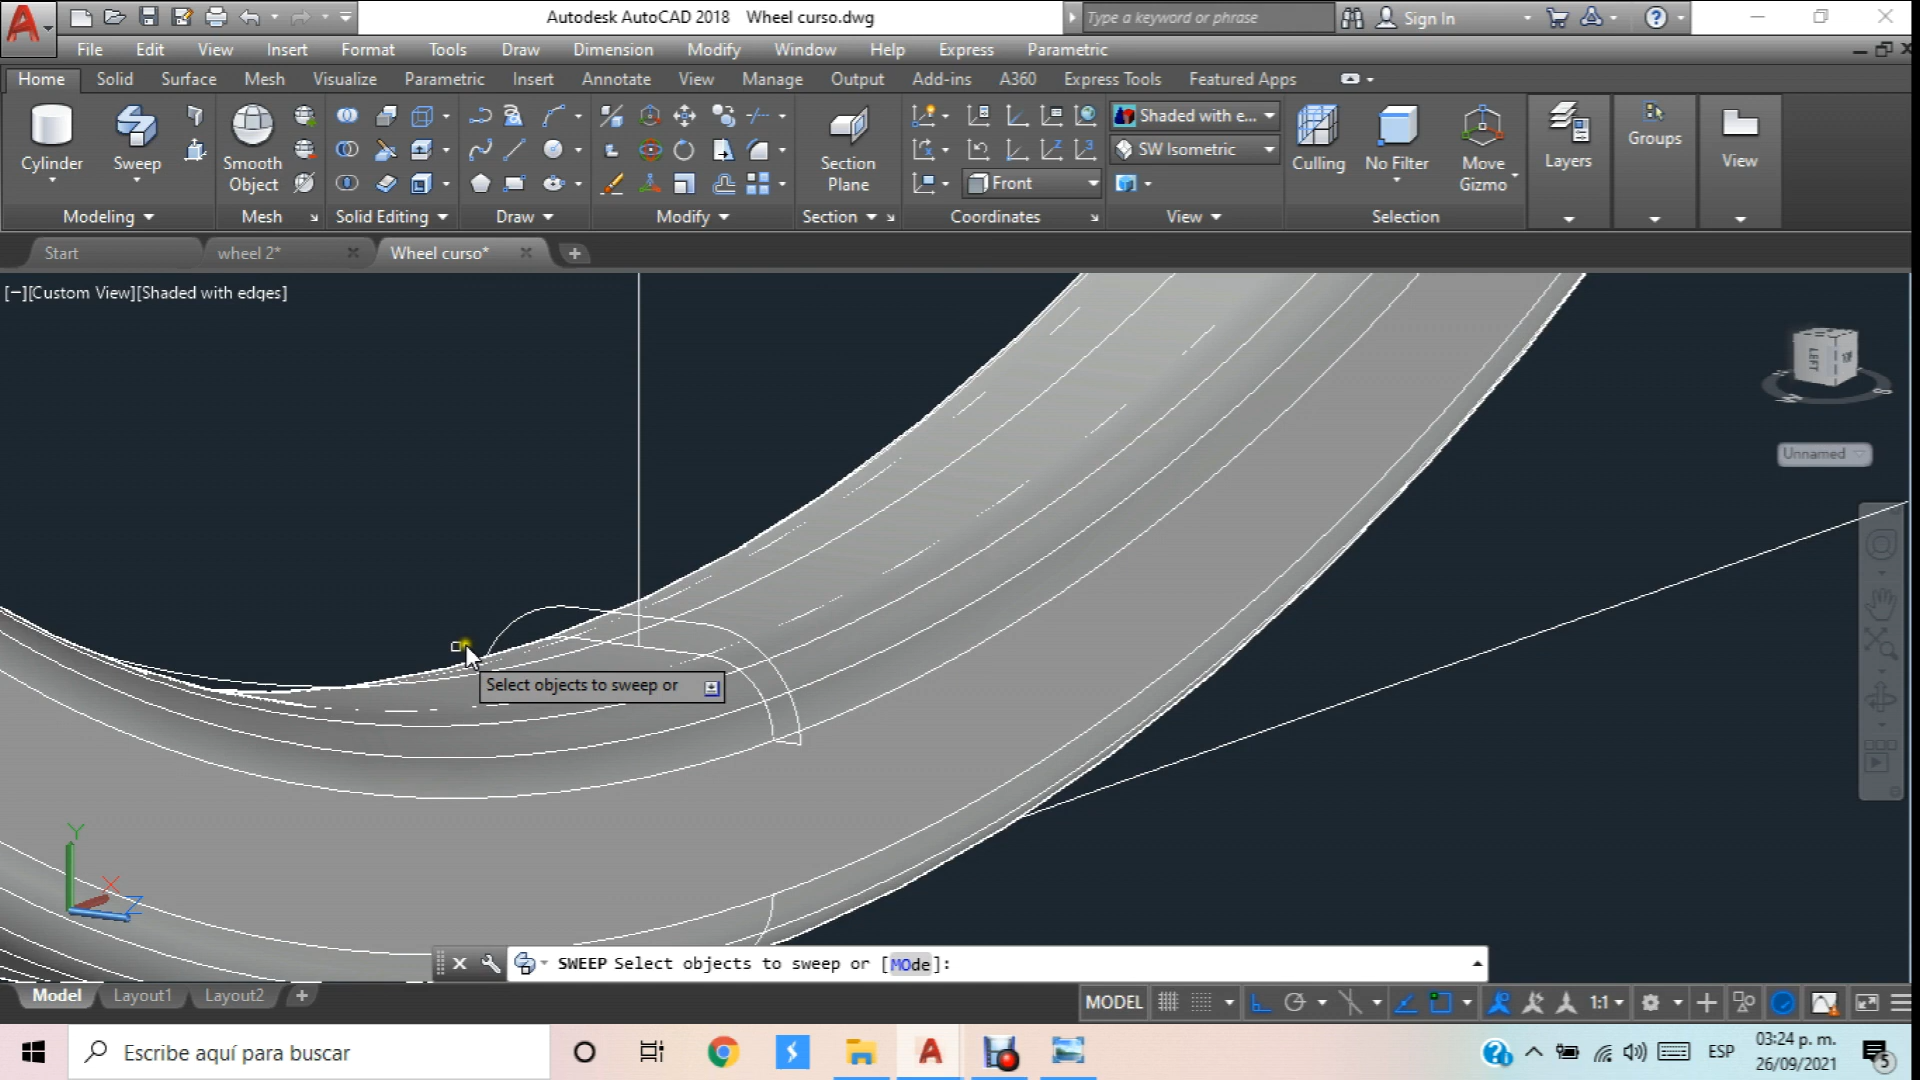 Autodesk AutoCAD 2018 Wheel curso.dwg
Type a keyword or phrase
Sign In
File Edit View Insert Format Tools Draw Dimension Modify Window Help Express Parametric
Home Solid Surface Mesh Visualize Parametric Insert Annotate View Manage Output Add-ins A360 Express Tools Featured Apps
Cylinder Sweep Smooth Object Section Plane Front Shaded with e... SW Isometric Culling No Filter Move Gizmo Layers Groups View
Modeling Mesh Solid Editing Draw Modify Section Coordinates View Selection
Start wheel 2* Wheel curso*
[−][Custom View][Shaded with edges]
LEFT
Unnamed
Select objects to sweep or
Y
X
Z
SWEEP Select objects to sweep or [MOde]:
Model Layout1 Layout2
MODEL 1:1
Escribe aquí para buscar
ESP
03:24 p. m.
26/09/2021
5